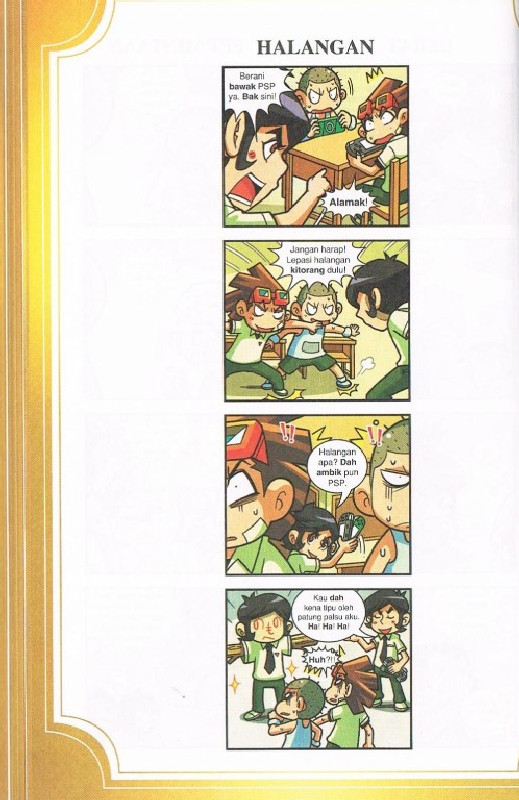 HALANGAN
Berani
bawak PSP
ya. Bak sini!
Alamak!
Jangan harap!
Lepasi halangan
kitorang dulu!
!!
!!
Halangan
apa? Dah
ambik pun
PSP.
Kau dah
kena tipu oleh
patung palsu aku.
Ha! Ha! Ha!
Huh?!!